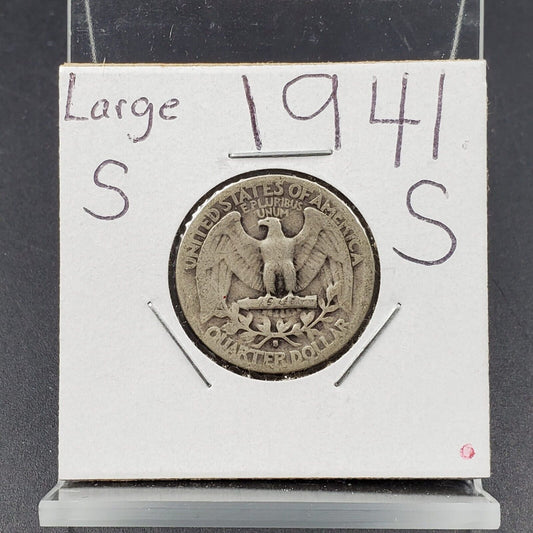 Large 1941
S S
UNITED STATES OF AMERICA
E PLURIBUS
UNUM
QUARTER DOLLAR